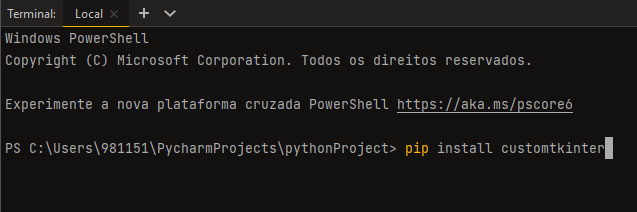 Terminal: Local
Windows PowerShell
Copyright (C) Microsoft Corporation. Todos os direitos reservados.
Experimente a nova plataforma cruzada PowerShell https://aka.ms/pscore6
PS C:\Users\981151\PycharmProjects\pythonProject> pip install customtkinter